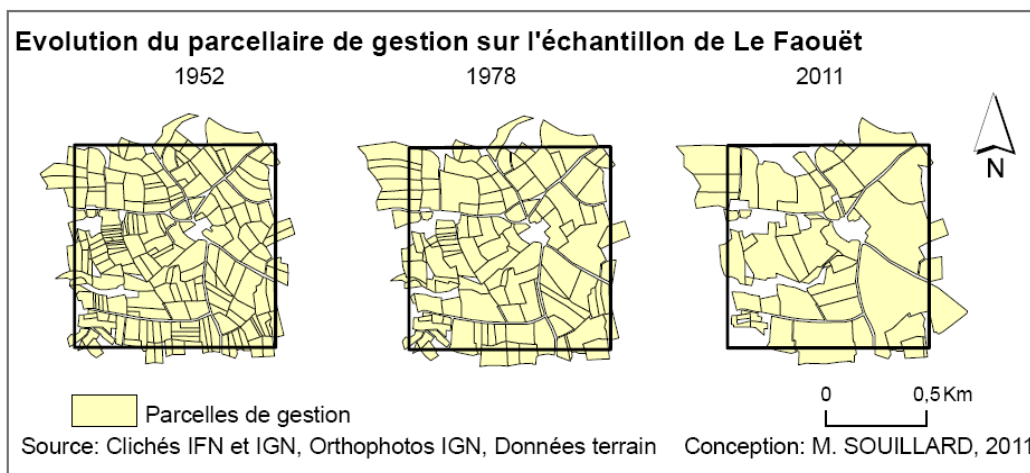 Evolution du parcellaire de gestion sur l'échantillon de Le Faouët
1952 1978 2011
N
0 0,5 Km
Parcelles de gestion
Source: Clichés IFN et IGN, Orthophotos IGN, Données terrain Conception: M. SOUILLARD, 2011